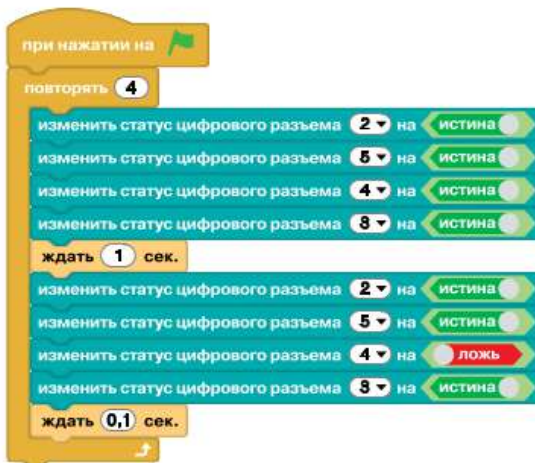 при нажатии на
повторять 4
изменить статус цифрового разъема 2 на истина
изменить статус цифрового разъема 5 на истина
изменить статус цифрового разъема 4 на истина
изменить статус цифрового разъема 3 на истина
ждать 1 сек.
изменить статус цифрового разъема 2 на истина
изменить статус цифрового разъема 5 на истина
изменить статус цифрового разъема 4 на ложь
изменить статус цифрового разъема 3 на истина
ждать 0,1 сек.